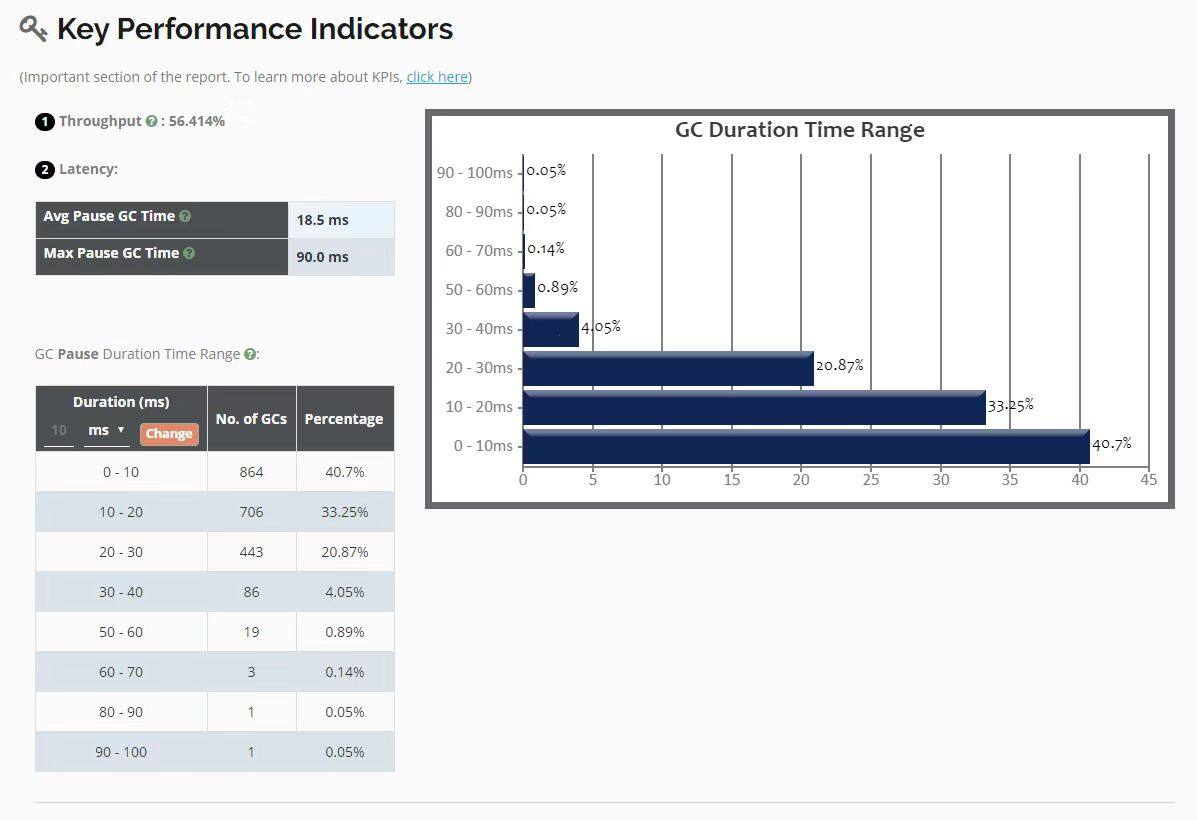 Key Performance Indicators
(Important section of the report. To learn more about KPIs, click here)
1 Throughput ? : 56.414%
2 Latency:
Avg Pause GC Time ? 18.5 ms
Max Pause GC Time ? 90.0 ms
GC Pause Duration Time Range ?:
Duration (ms) No. of GCs Percentage
10 ms ▼ Change
0 - 10 864 40.7%
10 - 20 706 33.25%
20 - 30 443 20.87%
30 - 40 86 4.05%
50 - 60 19 0.89%
60 - 70 3 0.14%
80 - 90 1 0.05%
90 - 100 1 0.05%
GC Duration Time Range
90 - 100ms 0.05%
80 - 90ms 0.05%
60 - 70ms 0.14%
50 - 60ms 0.89%
30 - 40ms 4.05%
20 - 30ms 20.87%
10 - 20ms 33.25%
0 - 10ms 40.7%
0 5 10 15 20 25 30 35 40 45